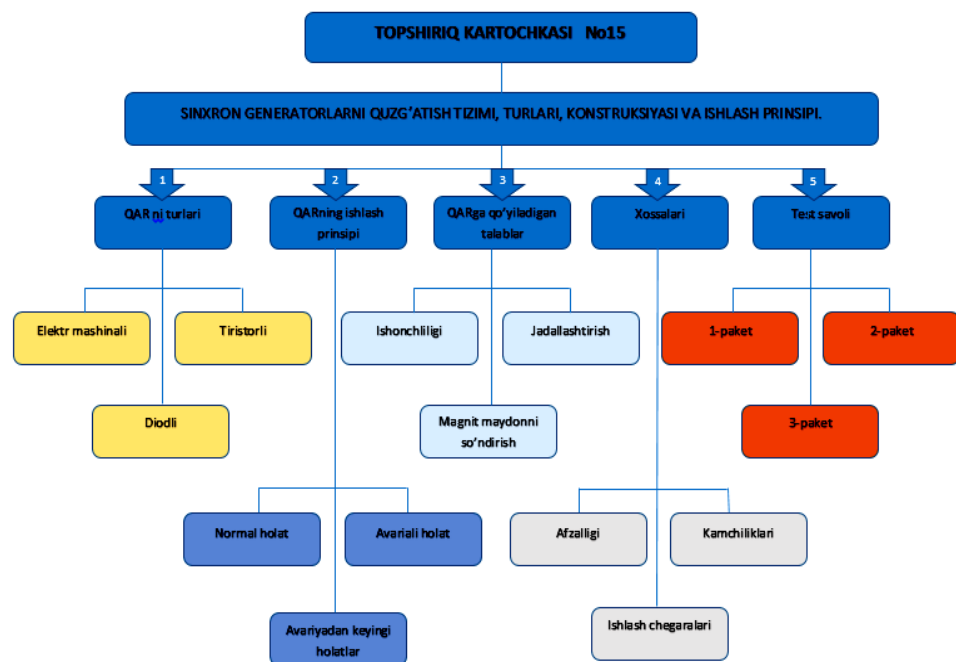 TOPSHIRIQ KARTOCHKASI No15
SINXRON GENERATORLARNI QUZG’ATISH TIZIMI, TURLARI, KONSTRUKSIYASI VA ISHLASH PRINSIPI.
1
2
3
4
5
QAR ni turlari
QARning ishlash
prinsipi
QARga qo’yiladigan
talablar
Xossalari
Test savoli
Elektr mashinali
Tiristorli
Ishonchliligi
Jadallashtirish
1-paket
2-paket
Diodli
Magnit maydonni
so’ndirish
3-paket
Normal holat
Avariali holat
Afzalligi
Kamchiliklari
Avariyadan keyingi
holatlar
Ishlash chegaralari